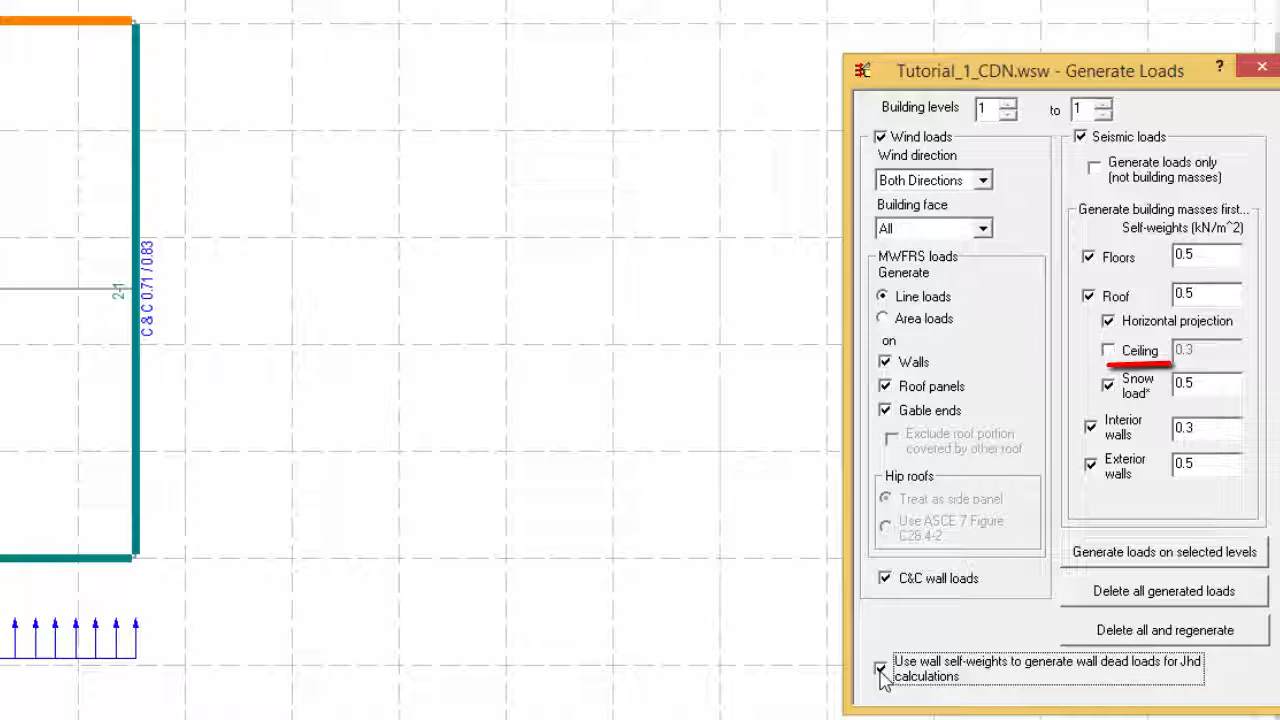 Tutorial_1_CDN.wsw - Generate Loads
?
Building levels 1 to 1
Wind loads
Wind direction
Both Directions
Building face
All
MWFRS loads
Generate
Line loads
Area loads
on
Walls
Roof panels
Gable ends
Exclude roof portion
covered by other roof
Hip roofs
Treat as side panel
Use ASCE 7 Figure
C28.4-2
C&C wall loads
Seismic loads
Generate loads only
(not building masses)
Generate building masses first...
Self-weights (kN/m^2)
Floors 0.5
Roof 0.5
Horizontal projection
Ceiling 0.3
Snow
load* 0.5
Interior
walls 0.3
Exterior
walls 0.5
Generate loads on selected levels
Delete all generated loads
Delete all and regenerate
Use wall self-weights to generate wall dead loads for Jhd
calculations
2-1
C & C 0.71 / 0.83